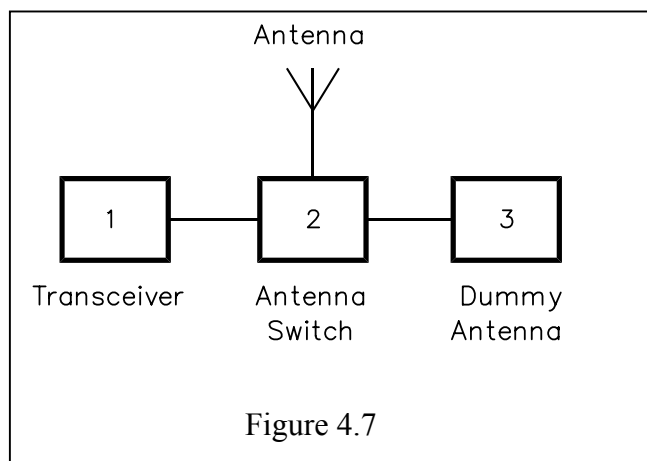 Antenna
1
2
3
Transceiver
Antenna
Switch
Dummy
Antenna
Figure 4.7